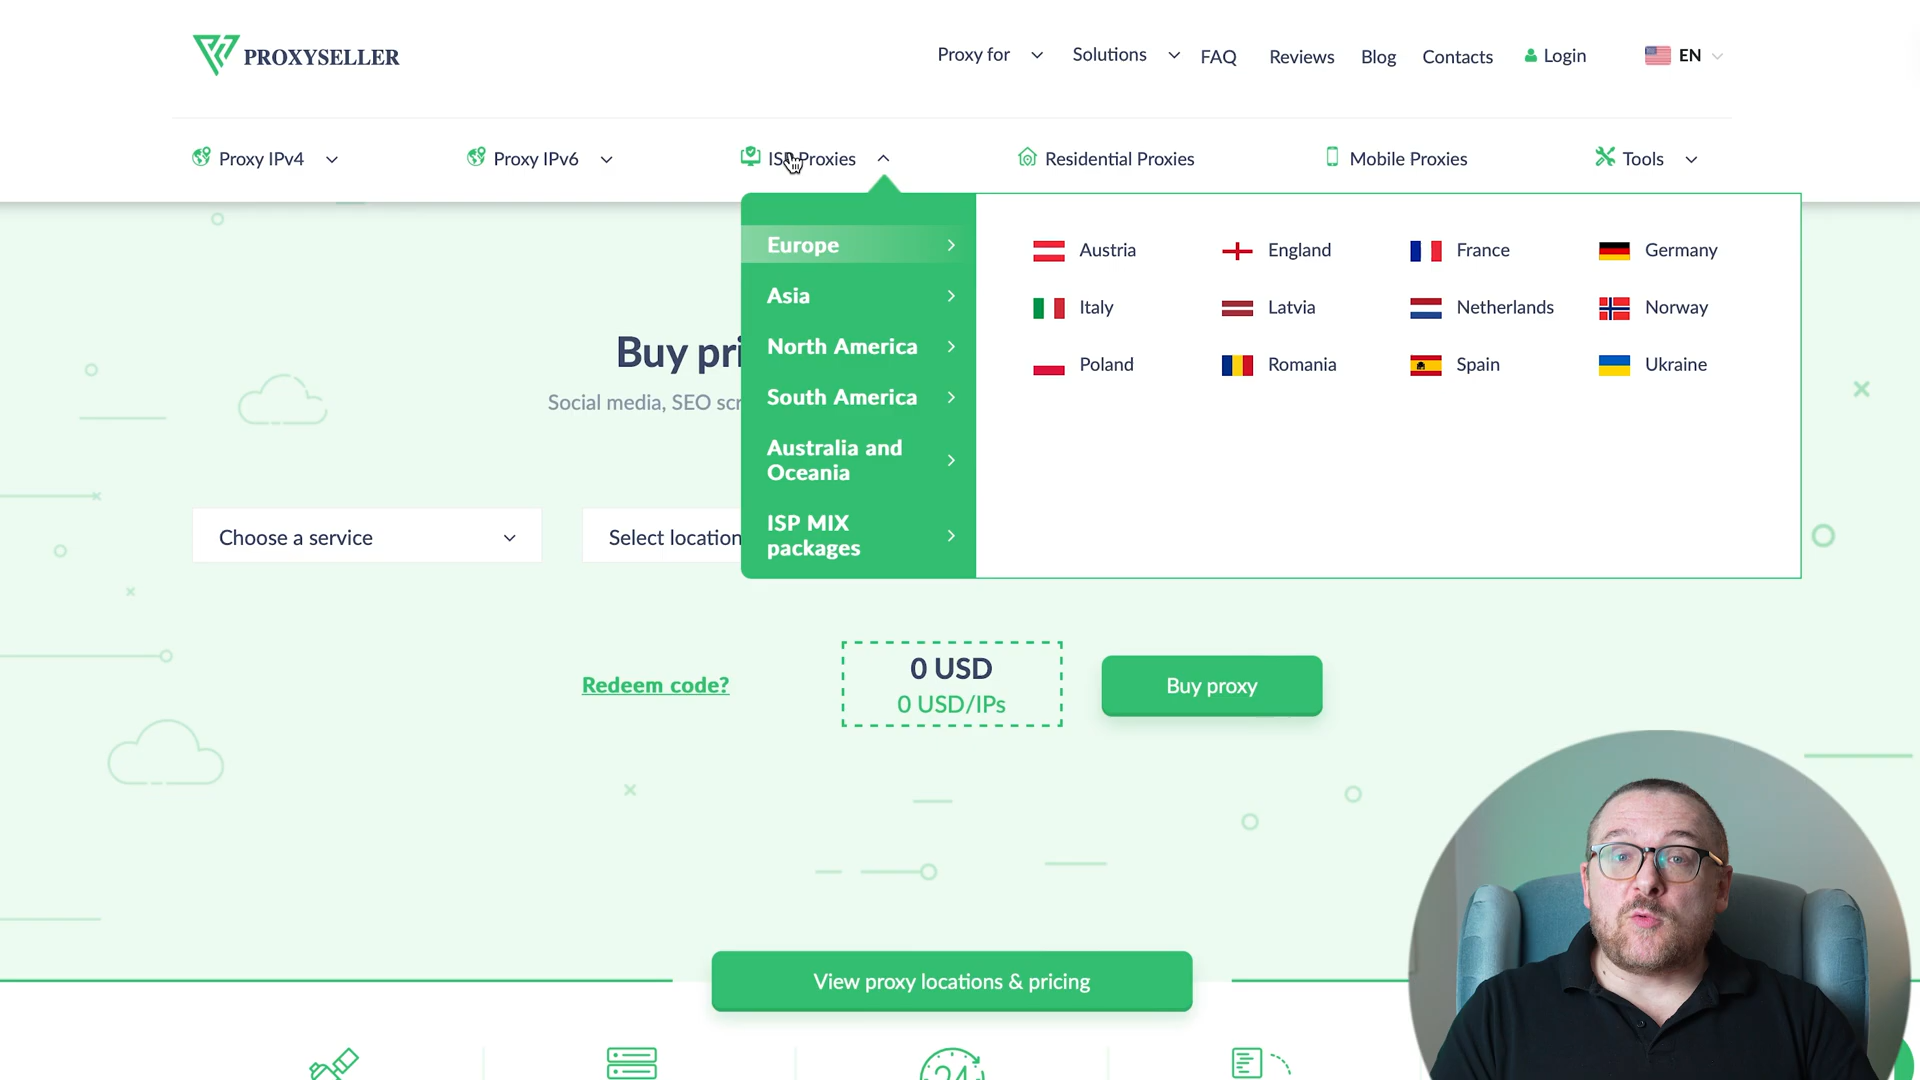 PROXYSELLER
Proxy for
Solutions
FAQ
Reviews
Blog
Contacts
Login
EN
Proxy IPv4
Proxy IPv6
ISP Proxies
Residential Proxies
Mobile Proxies
Tools
Europe
Asia
North America
South America
Australia and
Oceania
ISP MIX
packages
Austria
England
France
Germany
Italy
Latvia
Netherlands
Norway
Poland
Romania
Spain
Ukraine
Buy
Social media, SEO
Choose a service
Select location
Redeem code?
0 USD
0 USD/IPs
Buy proxy
View proxy locations & pricing
24